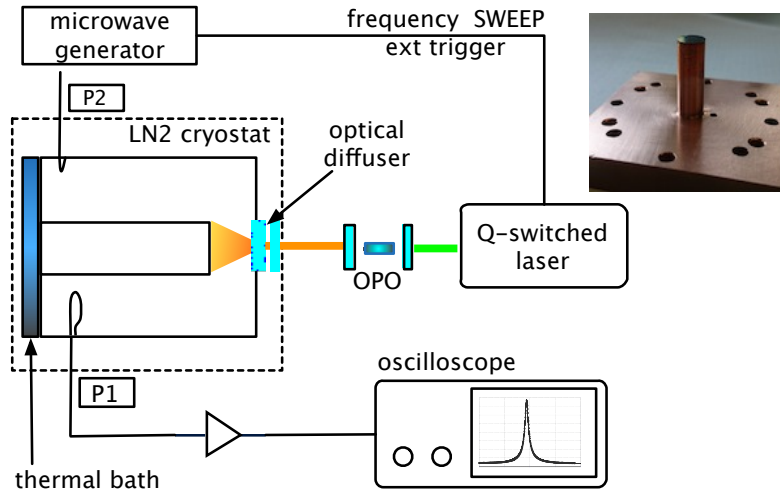 microwave
generator
frequency SWEEP
ext trigger
P2
LN2 cryostat
optical
diffuser
Q-switched
laser
OPO
P1
oscilloscope
thermal bath